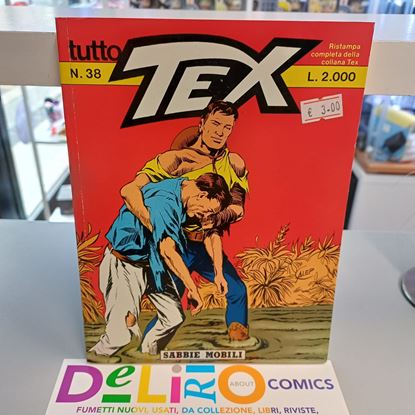 tutto
N. 38
TEX
Ristampa
completa della
collana Tex
L. 2.000
€ 3-00
SABBIE MOBILI
DeLiRiO ABOUT COMICS
FUMETTI NUOVI, USATI, DA COLLEZIONE, LIBRI, RIVISTE,